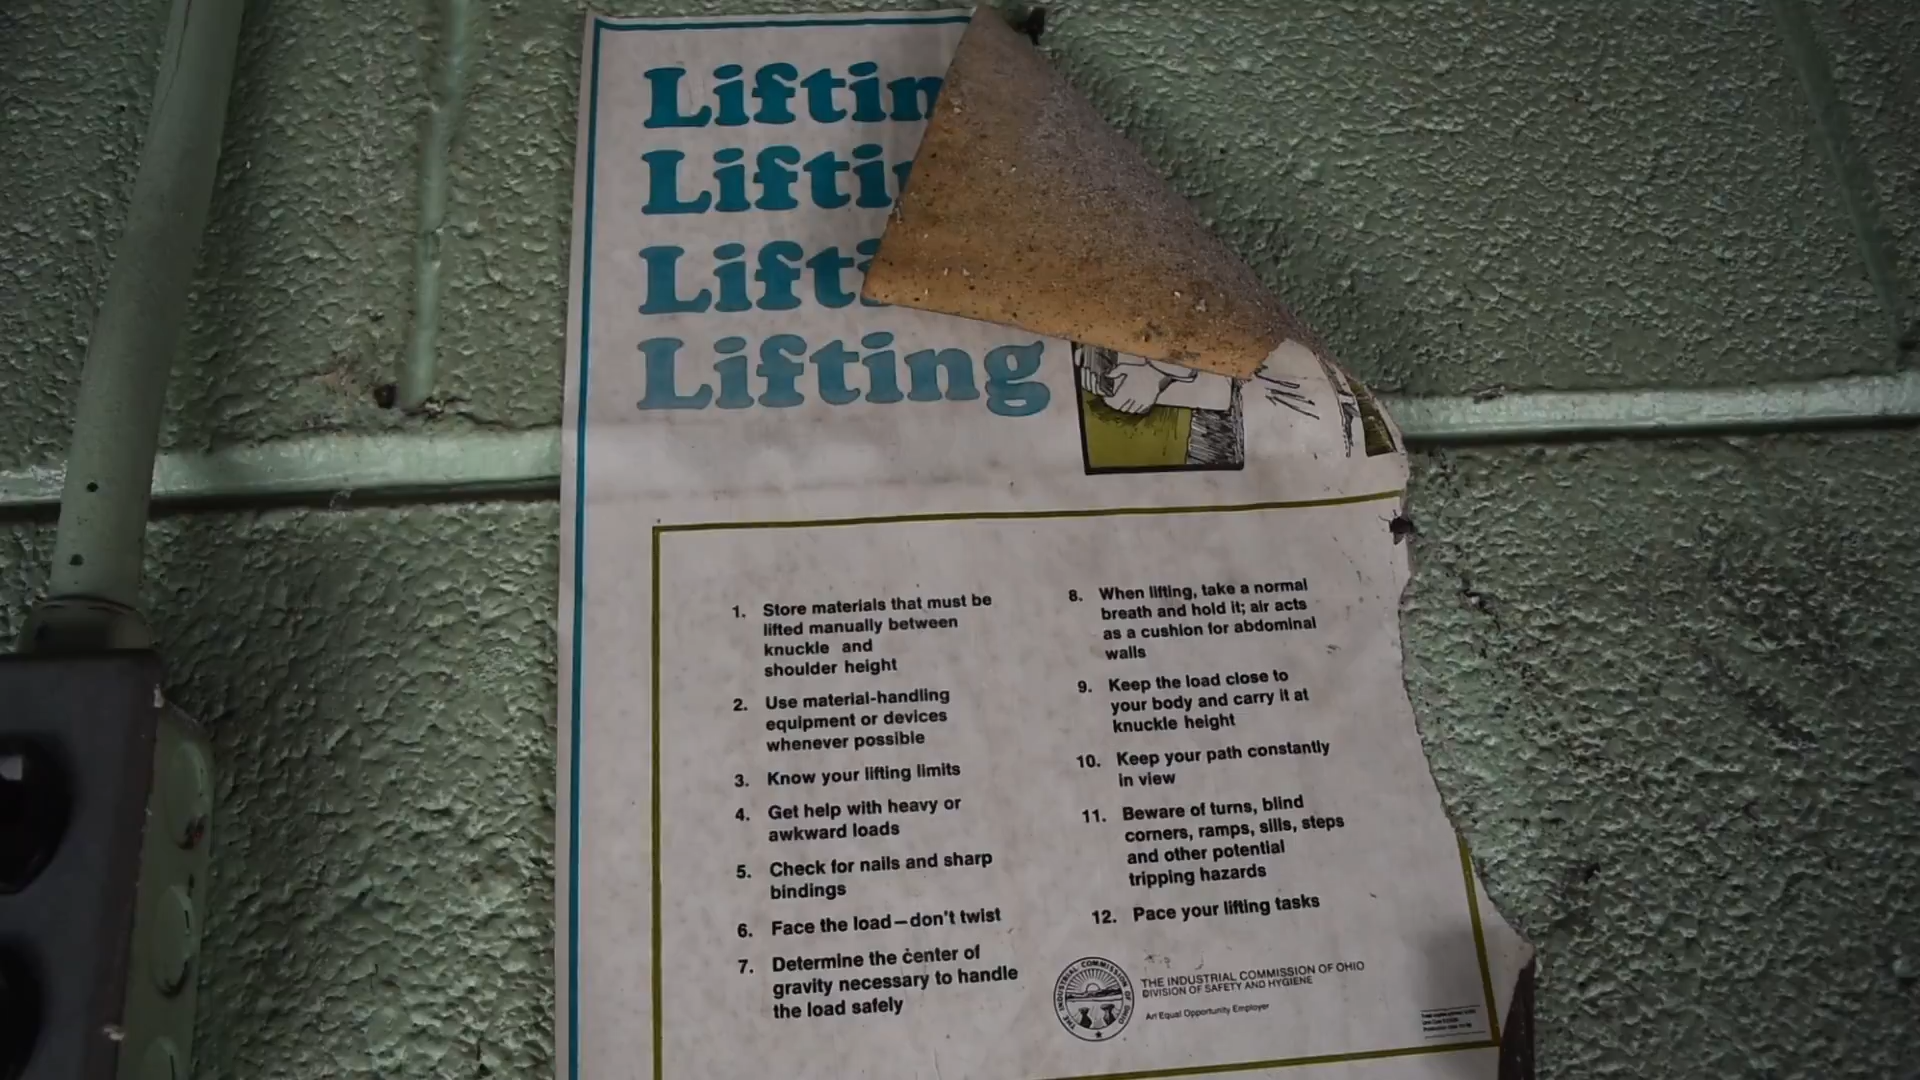 Liftin
Lifti
Lifti
Lifting
1. Store materials that must be
lifted manually between
knuckle and
shoulder height
2. Use material-handling
equipment or devices
whenever possible
3. Know your lifting limits
4. Get help with heavy or
awkward loads
5. Check for nails and sharp
bindings
6. Face the load—don't twist
7. Determine the center of
gravity necessary to handle
the load safely
8. When lifting, take a normal
breath and hold it; air acts
as a cushion for abdominal
walls
9. Keep the load close to
your body and carry it at
knuckle height
10. Keep your path constantly
in view
11. Beware of turns, blind
corners, ramps, sills, steps
and other potential
tripping hazards
12. Pace your lifting tasks
THE INDUSTRIAL COMMISSION OF OHIO
THE INDUSTRIAL COMMISSION OF OHIO
DIVISION OF SAFETY AND HYGIENE
An Equal Opportunity Employer